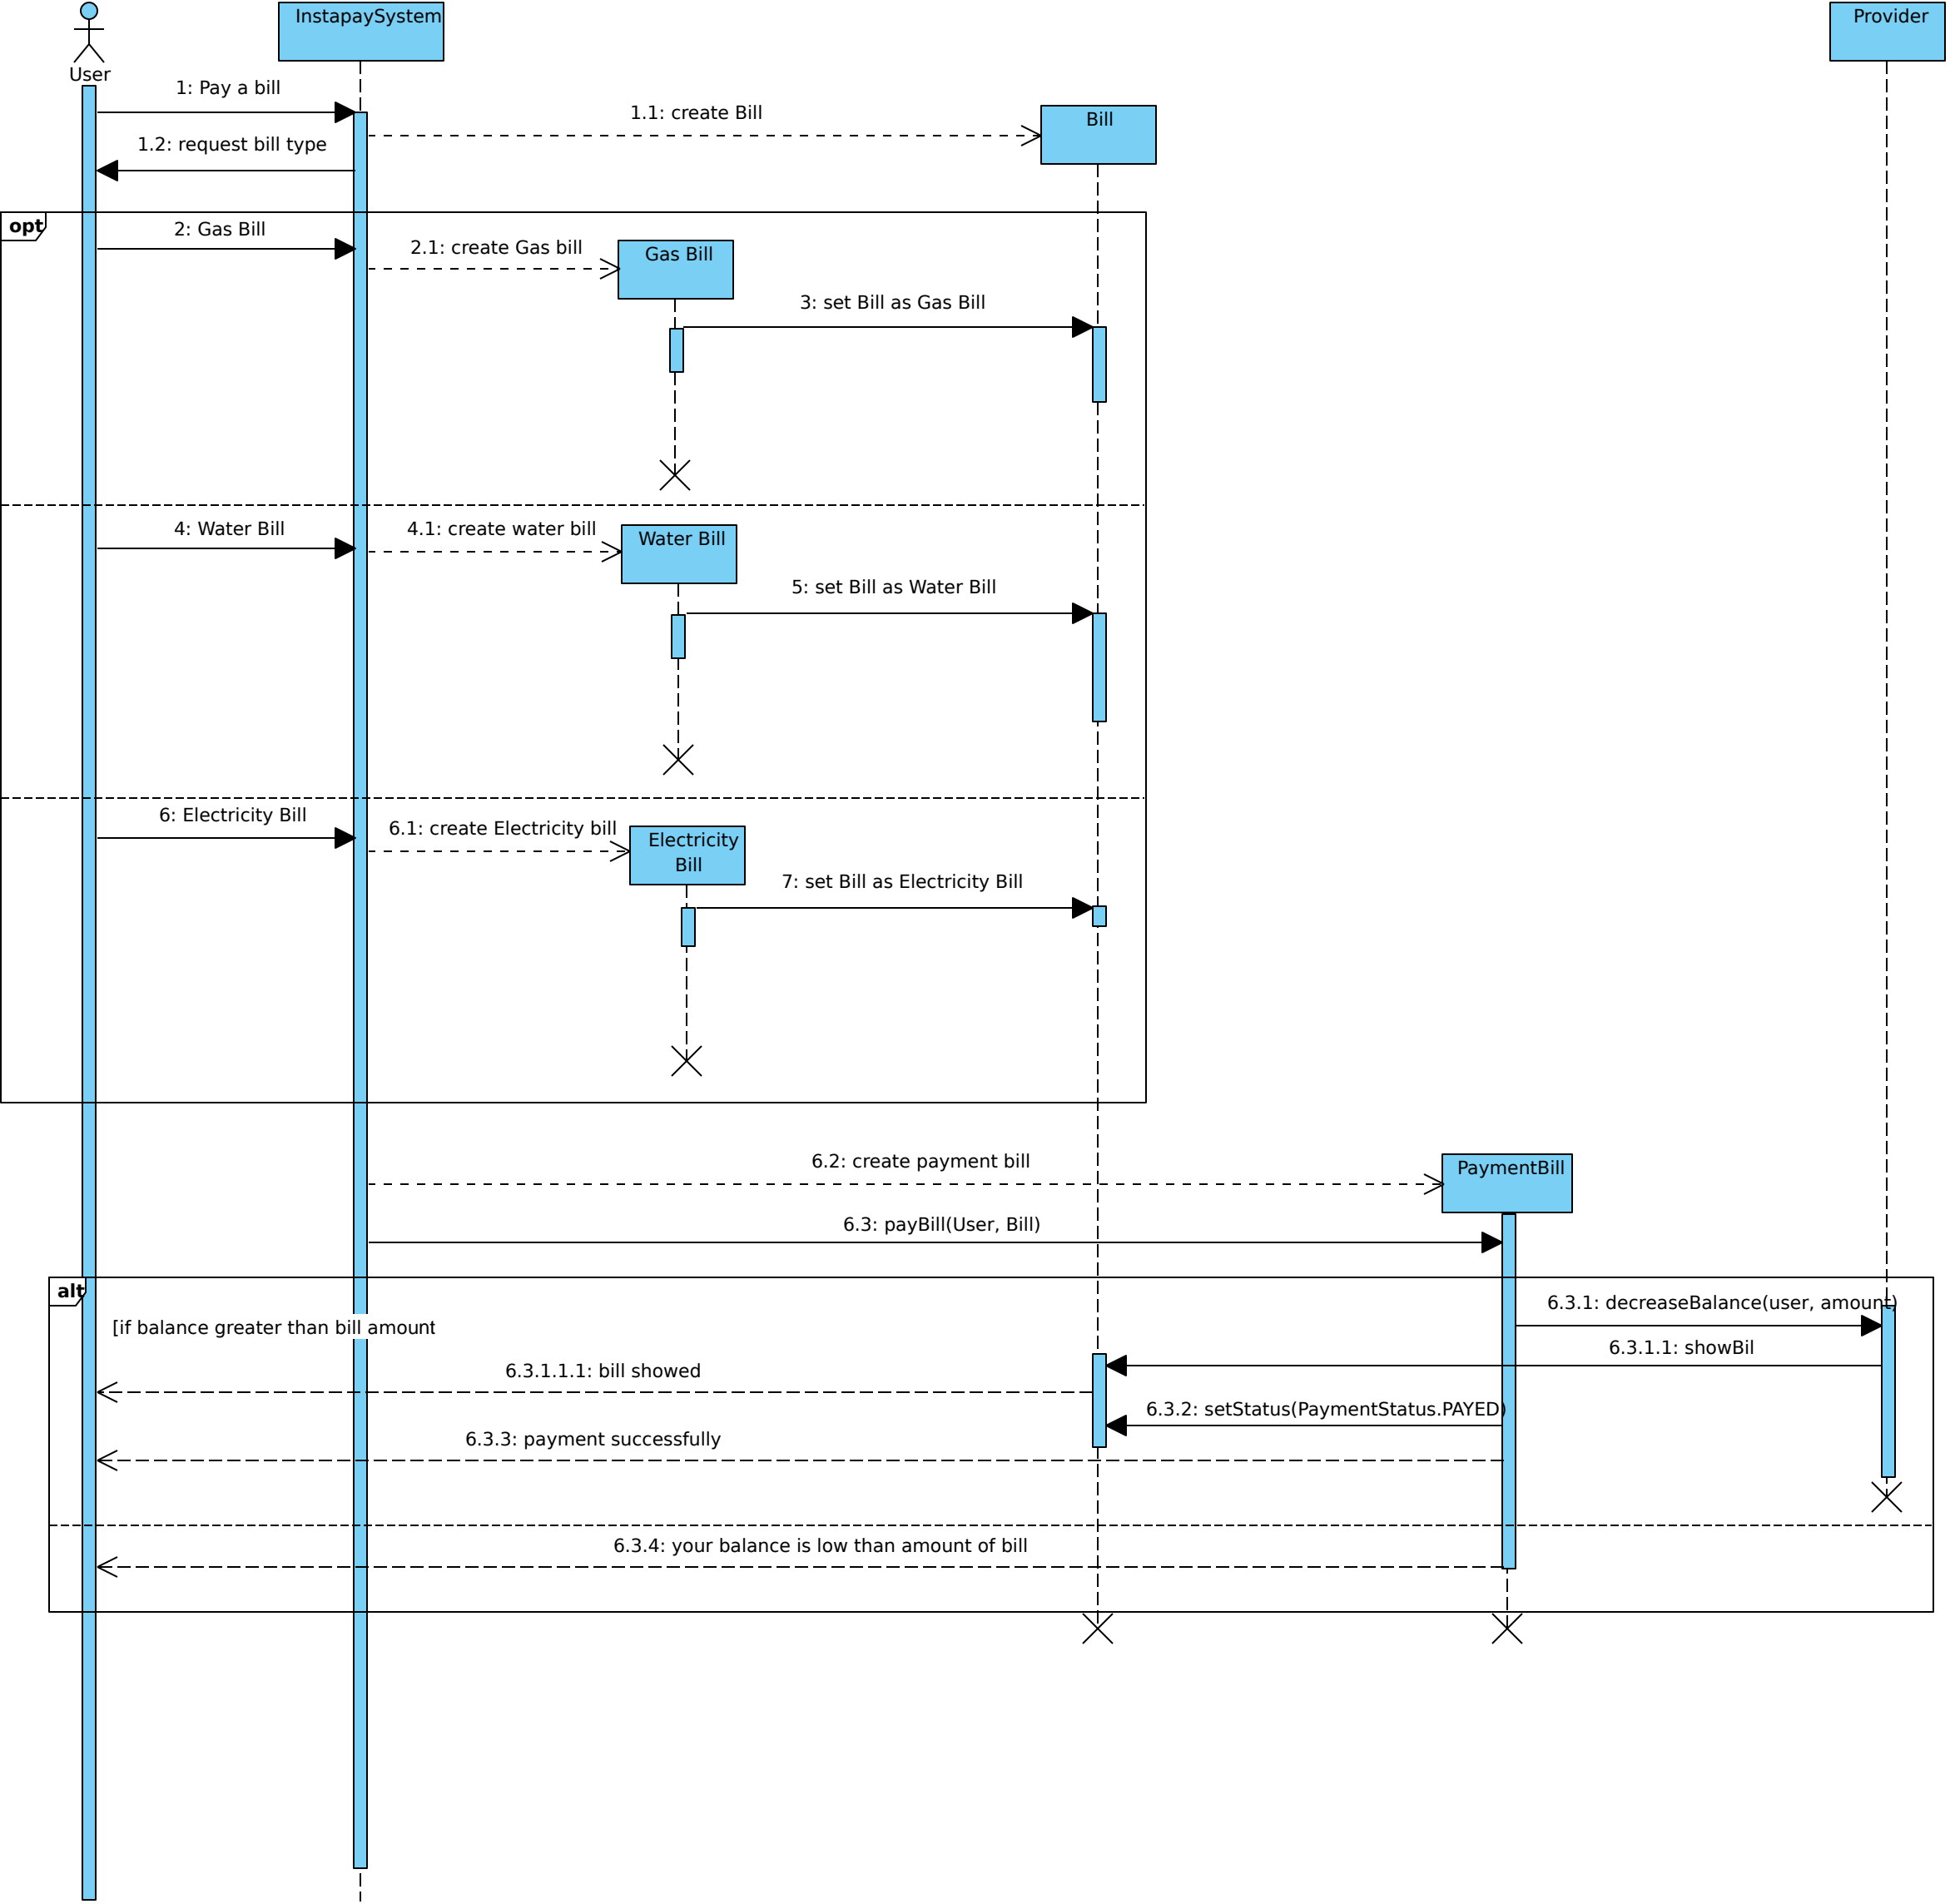 InstapaySystem
Provider
User
1: Pay a bill
1.1: create Bill
Bill
1.2: request bill type
opt
2: Gas Bill
2.1: create Gas bill
Gas Bill
3: set Bill as Gas Bill
4: Water Bill
4.1: create water bill
Water Bill
5: set Bill as Water Bill
6: Electricity Bill
6.1: create Electricity bill
Electricity
Bill
7: set Bill as Electricity Bill
6.2: create payment bill
PaymentBill
6.3: payBill(User, Bill)
alt
6.3.1: decreaseBalance(user, amount)
[if balance greater than bill amount
6.3.1.1: showBil
6.3.1.1.1: bill showed
6.3.2: setStatus(PaymentStatus.PAYED)
6.3.3: payment successfully
6.3.4: your balance is low than amount of bill